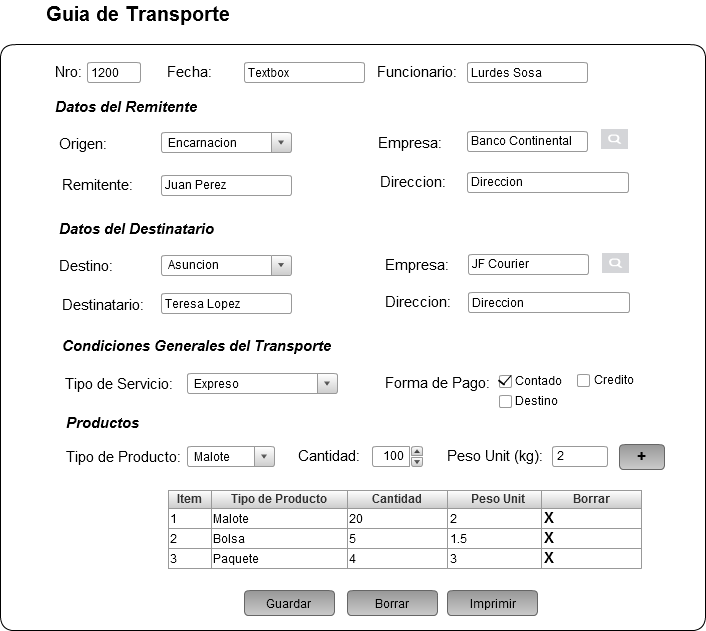 Guia de Transporte
Nro: 1200 Fecha: Textbox Funcionario: Lurdes Sosa
Datos del Remitente
Origen: Encarnacion Empresa: Banco Continental
Remitente: Juan Perez Direccion: Direccion
Datos del Destinatario
Destino: Asuncion Empresa: JF Courier
Destinatario: Teresa Lopez Direccion: Direccion
Condiciones Generales del Transporte
Tipo de Servicio: Expreso Forma de Pago: Contado Credito
Destino
Productos
Tipo de Producto: Malote Cantidad: 100 Peso Unit (kg): 2 +
Item Tipo de Producto Cantidad Peso Unit Borrar
1 Malote 20 2 X
2 Bolsa 5 1.5 X
3 Paquete 4 3 X
Guardar Borrar Imprimir